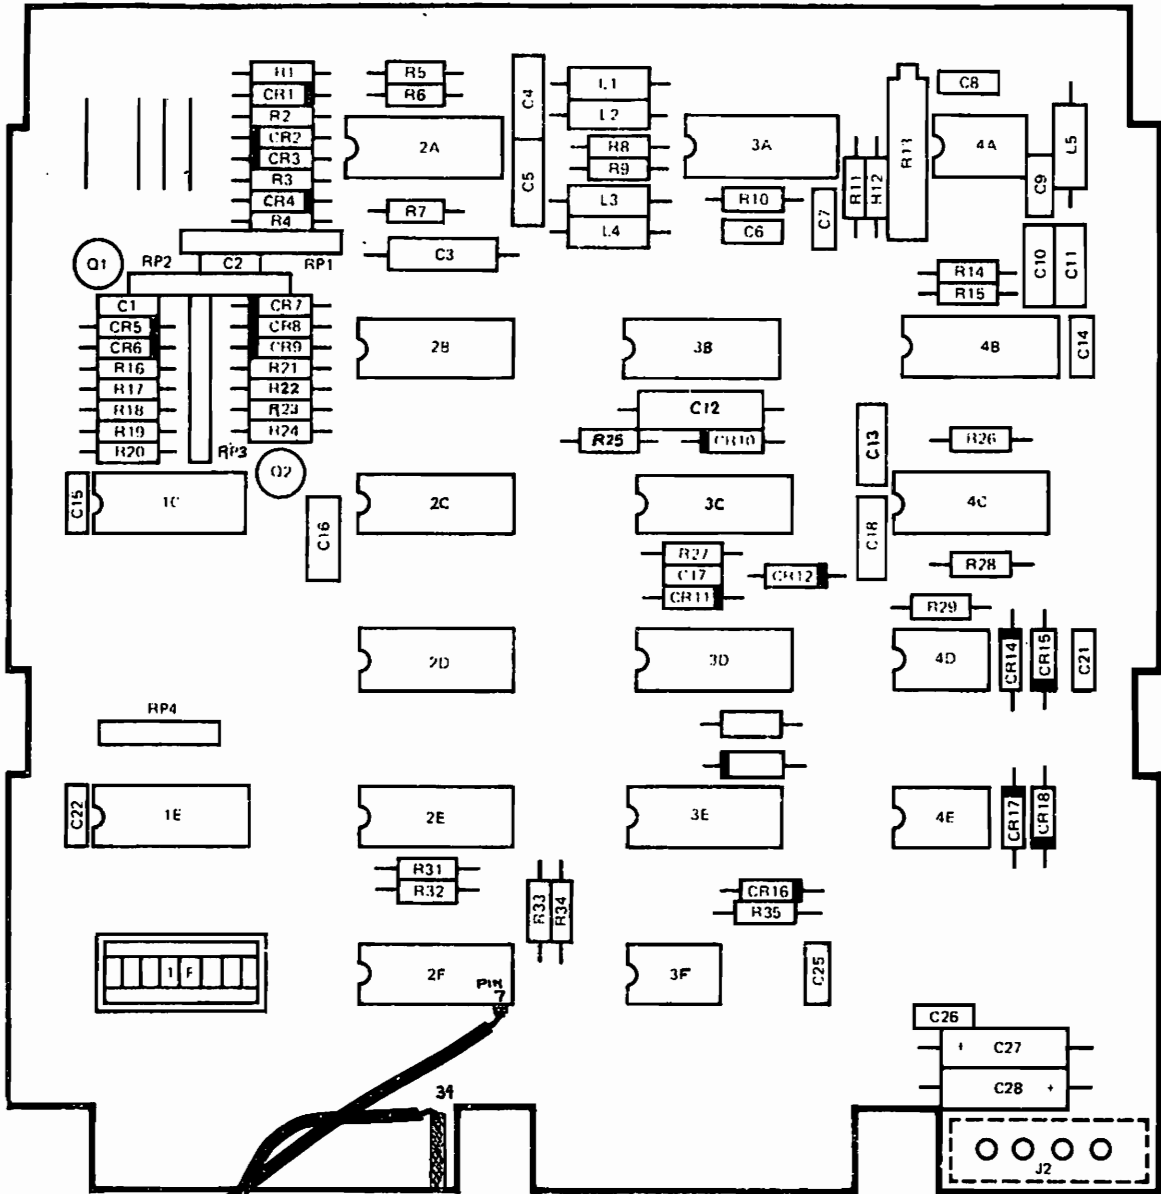 R1
CR1
R2
CR2
CR3
R3
CR4
R4
R5
R6
2A
R7
C3
C4
C5
L1
L2
R8
R9
L3
L4
3A
R10
C6
C7
R11
R12
R13
C8
4A
C9
L5
C10
C11
R14
R15
Q1
RP2
C2
RP1
C1
CR5
CR6
R16
R17
R18
R19
R20
RP3
CR7
CR8
CR9
R21
R22
R23
R24
Q2
2B
3B
4B
C14
C12
R25
CR10
C13
R26
C15
1C
C16
2C
3C
C18
4C
R27
C17
CR11
CR12
R28
R29
2D
3D
4D
CR14
CR15
C21
RP4
C22
1E
2E
3E
4E
CR17
CR18
R31
R32
R33
R34
CR16
R35
1F
2F
PIN
7
3F
C25
C26
+ C27
C28 +
34
J2